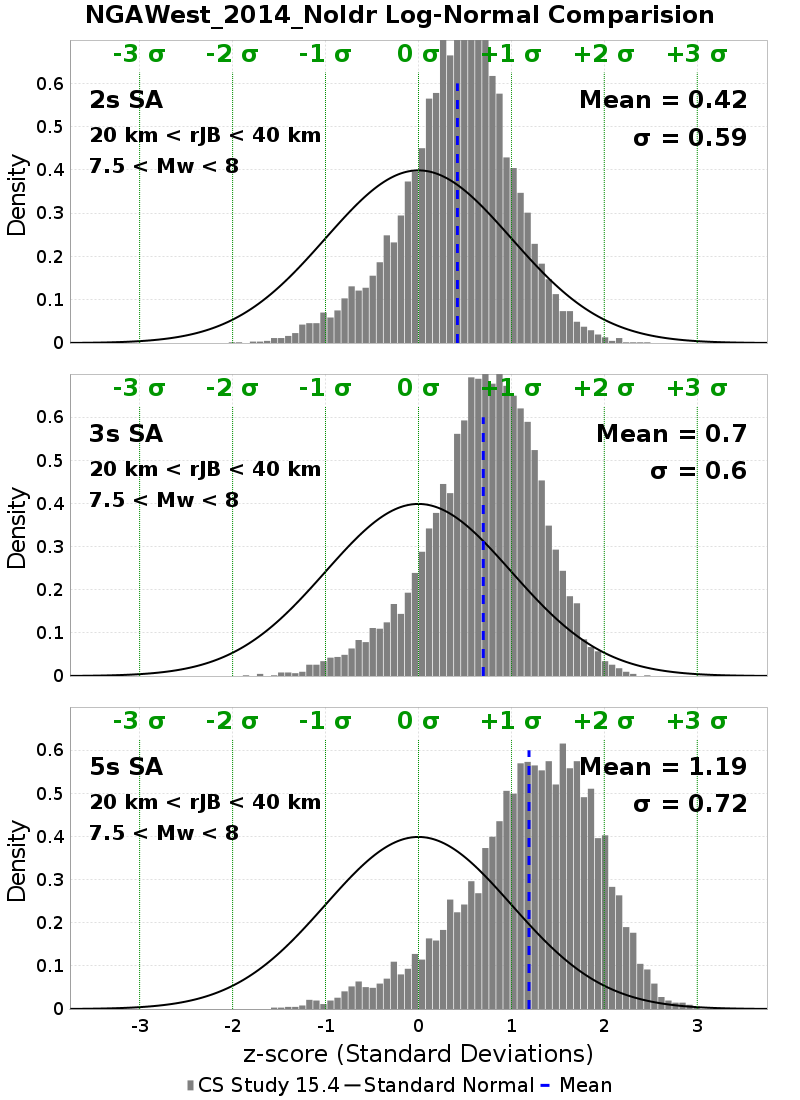 NGAWest_2014_NoIdr Log-Normal Comparision
-3 σ -2 σ -1 σ 0 σ +1 σ +2 σ +3 σ
2s SA
Mean = 0.42
20 km < rJB < 40 km
σ = 0.59
7.5 < Mw < 8
0.6
0.5
0.4
0.3
0.2
0.1
0
Density
-3 σ -2 σ -1 σ 0 σ +1 σ +2 σ +3 σ
3s SA
Mean = 0.7
20 km < rJB < 40 km
σ = 0.6
7.5 < Mw < 8
0.6
0.5
0.4
0.3
0.2
0.1
0
Density
-3 σ -2 σ -1 σ 0 σ +1 σ +2 σ +3 σ
5s SA
Mean = 1.19
20 km < rJB < 40 km
σ = 0.72
7.5 < Mw < 8
0.6
0.5
0.4
0.3
0.2
0.1
0
Density
-3 -2 -1 0 1 2 3
z-score (Standard Deviations)
CS Study 15.4 Standard Normal Mean